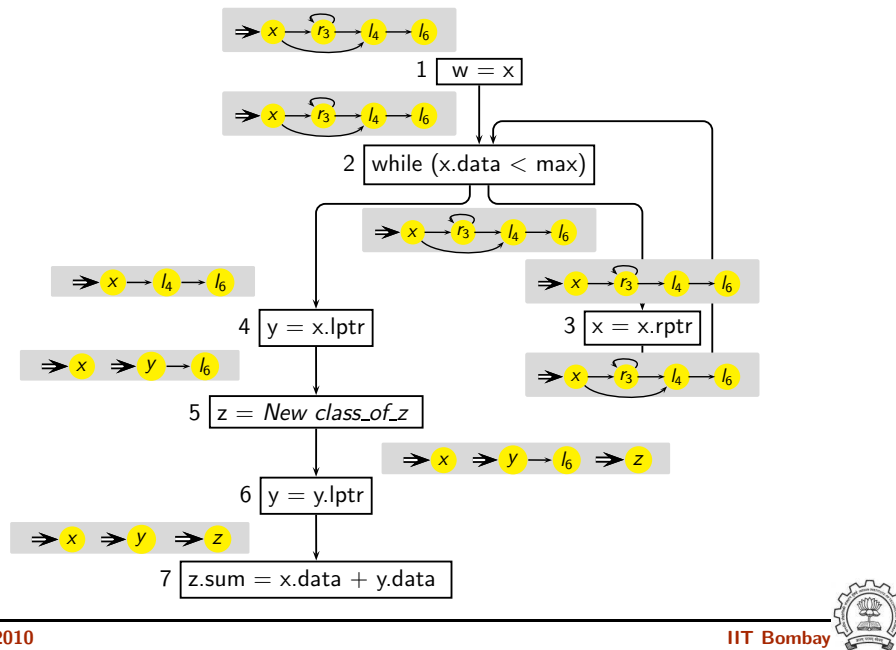 x r3 l4 l6
1 w = x
x r3 l4 l6
2 while (x.data < max)
x r3 l4 l6
x l4 l6
x r3 l4 l6
4 y = x.lptr
3 x = x.rptr
x y l6
x r3 l4 l6
5 z = New class_of_z
x y l6 z
6 y = y.lptr
x y z
7 z.sum = x.data + y.data
2010
IIT Bombay